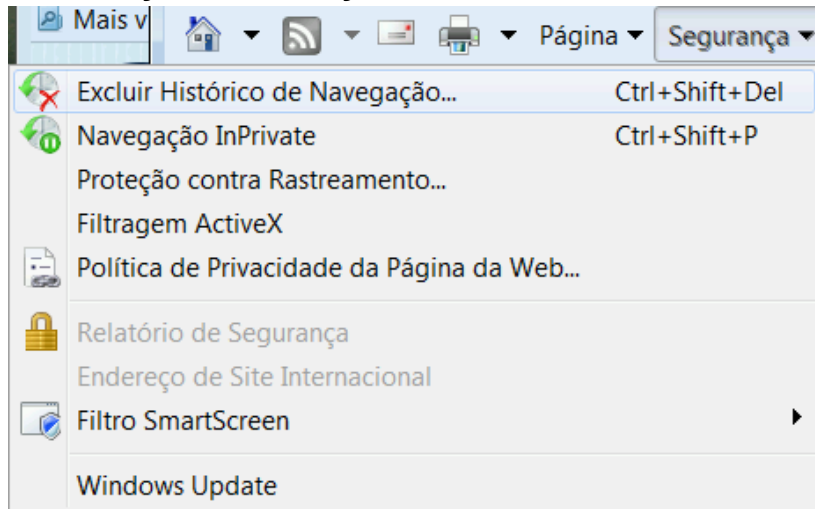 Mais v Página Segurança
Excluir Histórico de Navegação... Ctrl+Shift+Del
Navegação InPrivate Ctrl+Shift+P
Proteção contra Rastreamento...
Filtragem ActiveX
Política de Privacidade da Página da Web...
Relatório de Segurança
Endereço de Site Internacional
Filtro SmartScreen
Windows Update